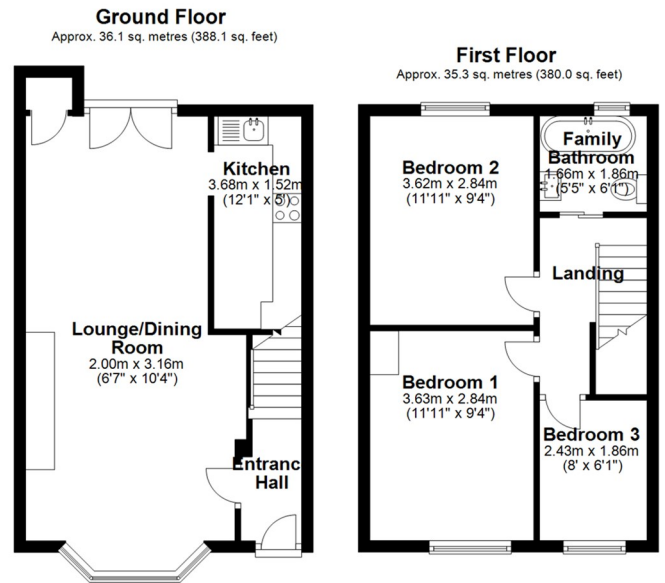 Ground Floor
Approx. 36.1 sq. metres (388.1 sq. feet)
Kitchen
3.68m x 1.52m
(12'1" x 5')
Lounge/Dining
Room
2.00m x 3.16m
(6'7" x 10'4")
Entranc
Hall
First Floor
Approx. 35.3 sq. metres (380.0 sq. feet)
Family
Bathroom
1.66m x 1.86m
(5'5" x 6'1")
Bedroom 2
3.62m x 2.84m
(11'11" x 9'4")
Landing
Bedroom 1
3.63m x 2.84m
(11'11" x 9'4")
Bedroom 3
2.43m x 1.86m
(8' x 6'1")